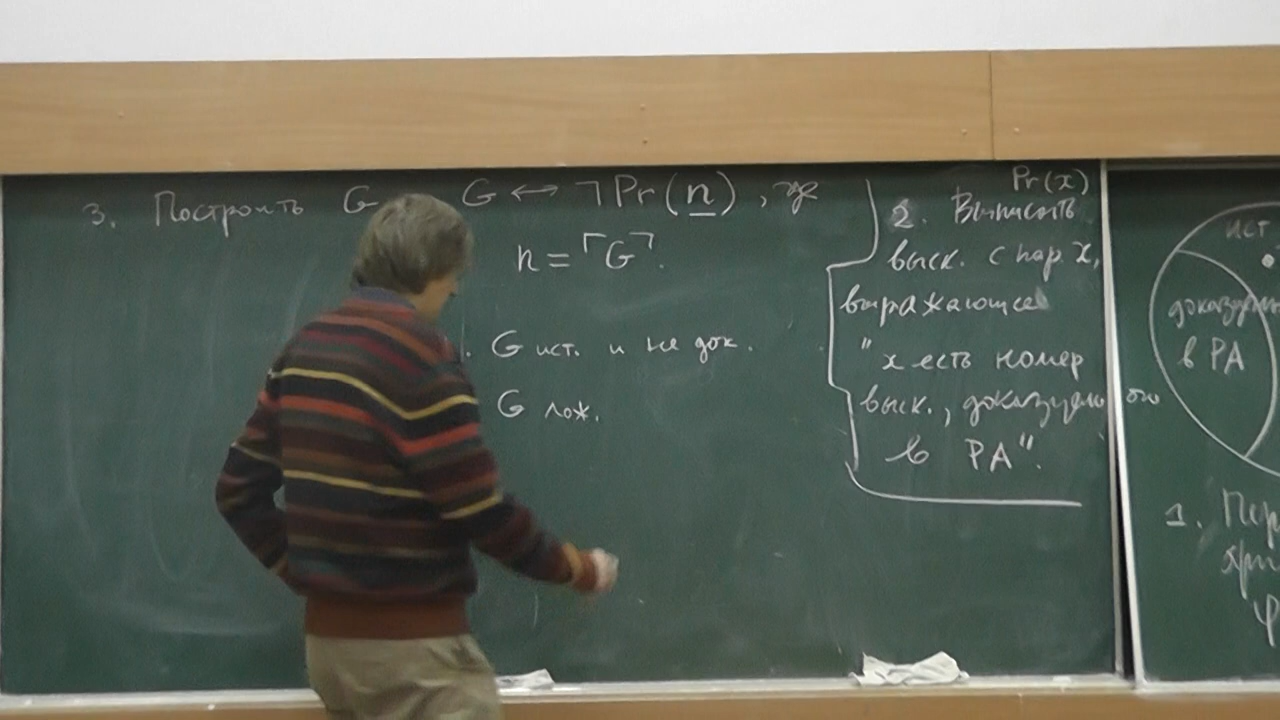 3. Построить G G ↔ ¬Pr(n), где
n = ⌜G⌝.
G ист. и не док.
G лож.
Pr(x)
2. Выписать
выск. с пар. x,
выражающее
"x есть номер
выск., доказуемого
в PA".
ист
в PA
1.